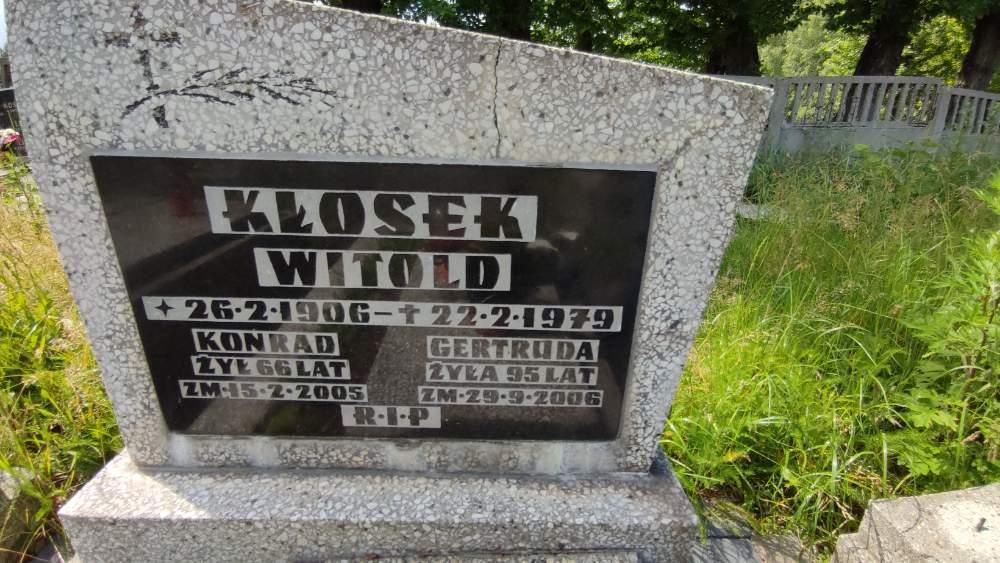 KŁOSEK
WITOLD
✦ 26·2·1906 – ✝ 22·2·1979
KONRAD
ŻYŁ 66 LAT
ZM·15·2·2005
GERTRUDA
ŻYŁA 95 LAT
ZM·29·9·2006
R·I·P